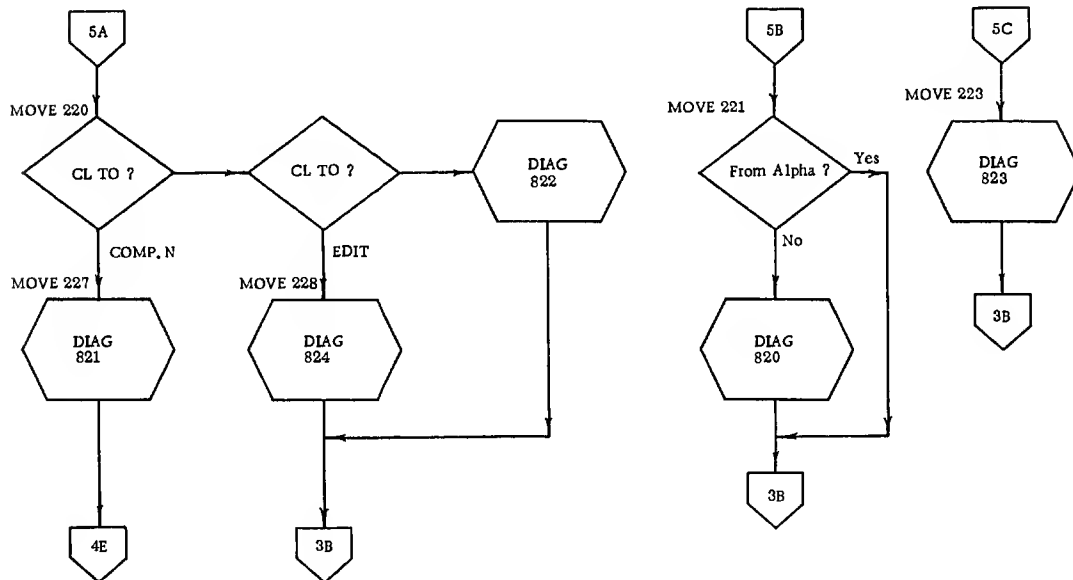 5A
MOVE 220
CL TO ?
COMP. N
MOVE 227
DIAG
821
4E
CL TO ?
EDIT
MOVE 228
DIAG
824
3B
DIAG
822
5B
MOVE 221
From Alpha ?
Yes
No
DIAG
820
3B
5C
MOVE 223
DIAG
823
3B